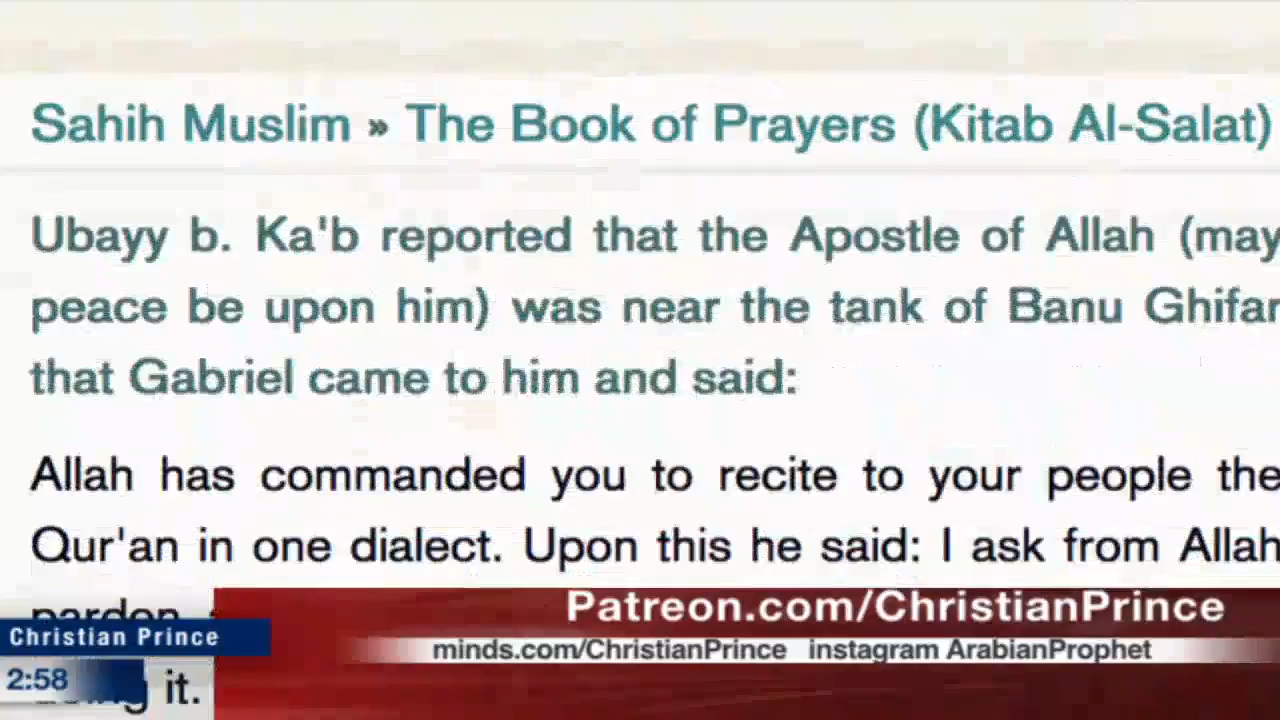 Sahih Muslim » The Book of Prayers (Kitab Al-Salat)
Ubayy b. Ka'b reported that the Apostle of Allah (may
peace be upon him) was near the tank of Banu Ghifar
that Gabriel came to him and said:
Allah has commanded you to recite to your people the
Qur'an in one dialect. Upon this he said: I ask from Allah
it.
Patreon.com/ChristianPrince
minds.com/ChristianPrince instagram ArabianProphet
Christian Prince
2:58